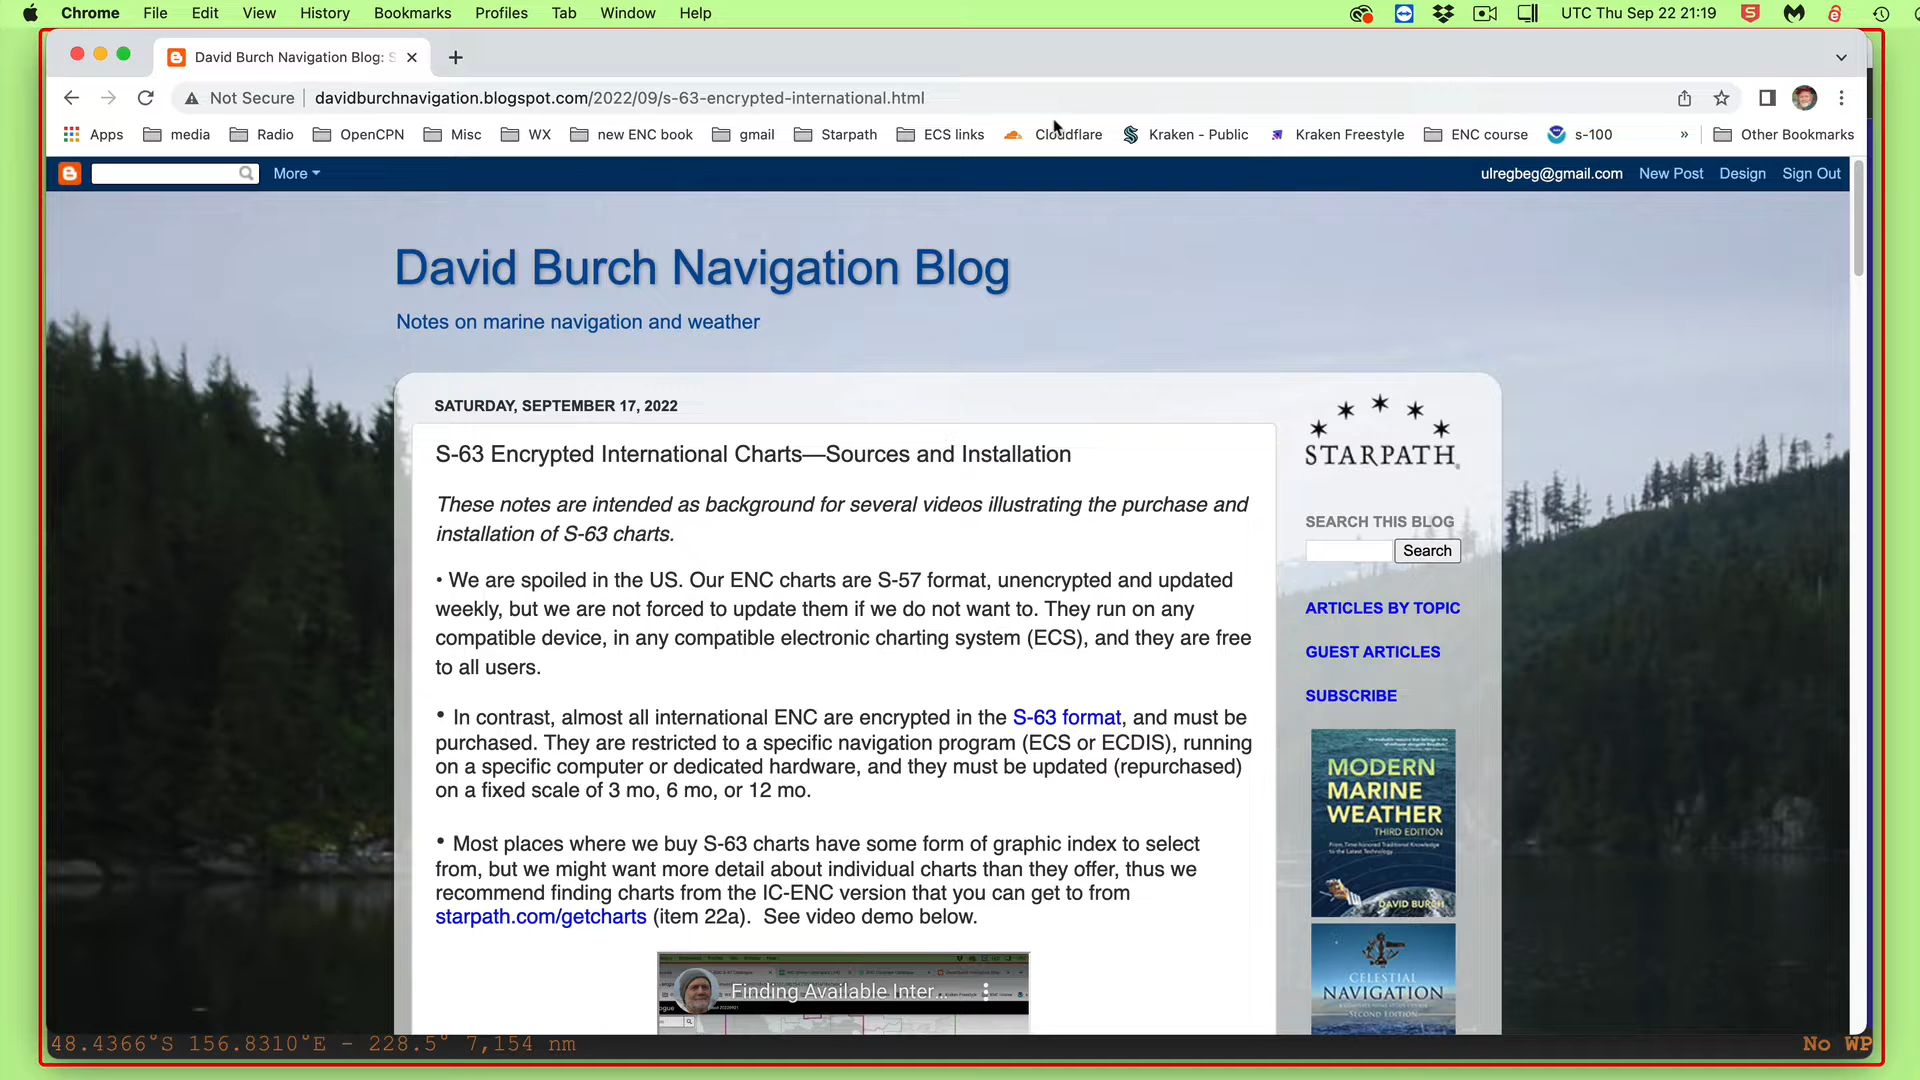 Chrome File Edit View History Bookmarks Profiles Tab Window Help UTC Thu Sep 22 21:19
David Burch Navigation Blog: S
Not Secure davidburchnavigation.blogspot.com/2022/09/s-63-encrypted-international.html
Apps media Radio OpenCPN Misc WX new ENC book gmail Starpath ECS links Cloudflare Kraken - Public Kraken Freestyle ENC course s-100 » Other Bookmarks
More ulregbeg@gmail.com New Post Design Sign Out
David Burch Navigation Blog
Notes on marine navigation and weather
SATURDAY, SEPTEMBER 17, 2022
S-63 Encrypted International Charts—Sources and Installation
These notes are intended as background for several videos illustrating the purchase and
installation of S-63 charts.
• We are spoiled in the US. Our ENC charts are S-57 format, unencrypted and updated
weekly, but we are not forced to update them if we do not want to. They run on any
compatible device, in any compatible electronic charting system (ECS), and they are free
to all users.
• In contrast, almost all international ENC are encrypted in the S-63 format, and must be
purchased. They are restricted to a specific navigation program (ECS or ECDIS), running
on a specific computer or dedicated hardware, and they must be updated (repurchased)
on a fixed scale of 3 mo, 6 mo, or 12 mo.
• Most places where we buy S-63 charts have some form of graphic index to select
from, but we might want more detail about individual charts than they offer, thus we
recommend finding charts from the IC-ENC version that you can get to from
starpath.com/getcharts (item 22a). See video demo below.
Finding Available Inter...
STARPATH
SEARCH THIS BLOG
Search
ARTICLES BY TOPIC
GUEST ARTICLES
SUBSCRIBE
MODERN
MARINE
WEATHER
THIRD EDITION
From Time-honored Traditional Knowledge
to the Latest Technology
DAVID BURCH
CELESTIAL
NAVIGATION
SECOND EDITION
48.4366°S 156.8310°E - 228.5° 7,154 nm
No WP